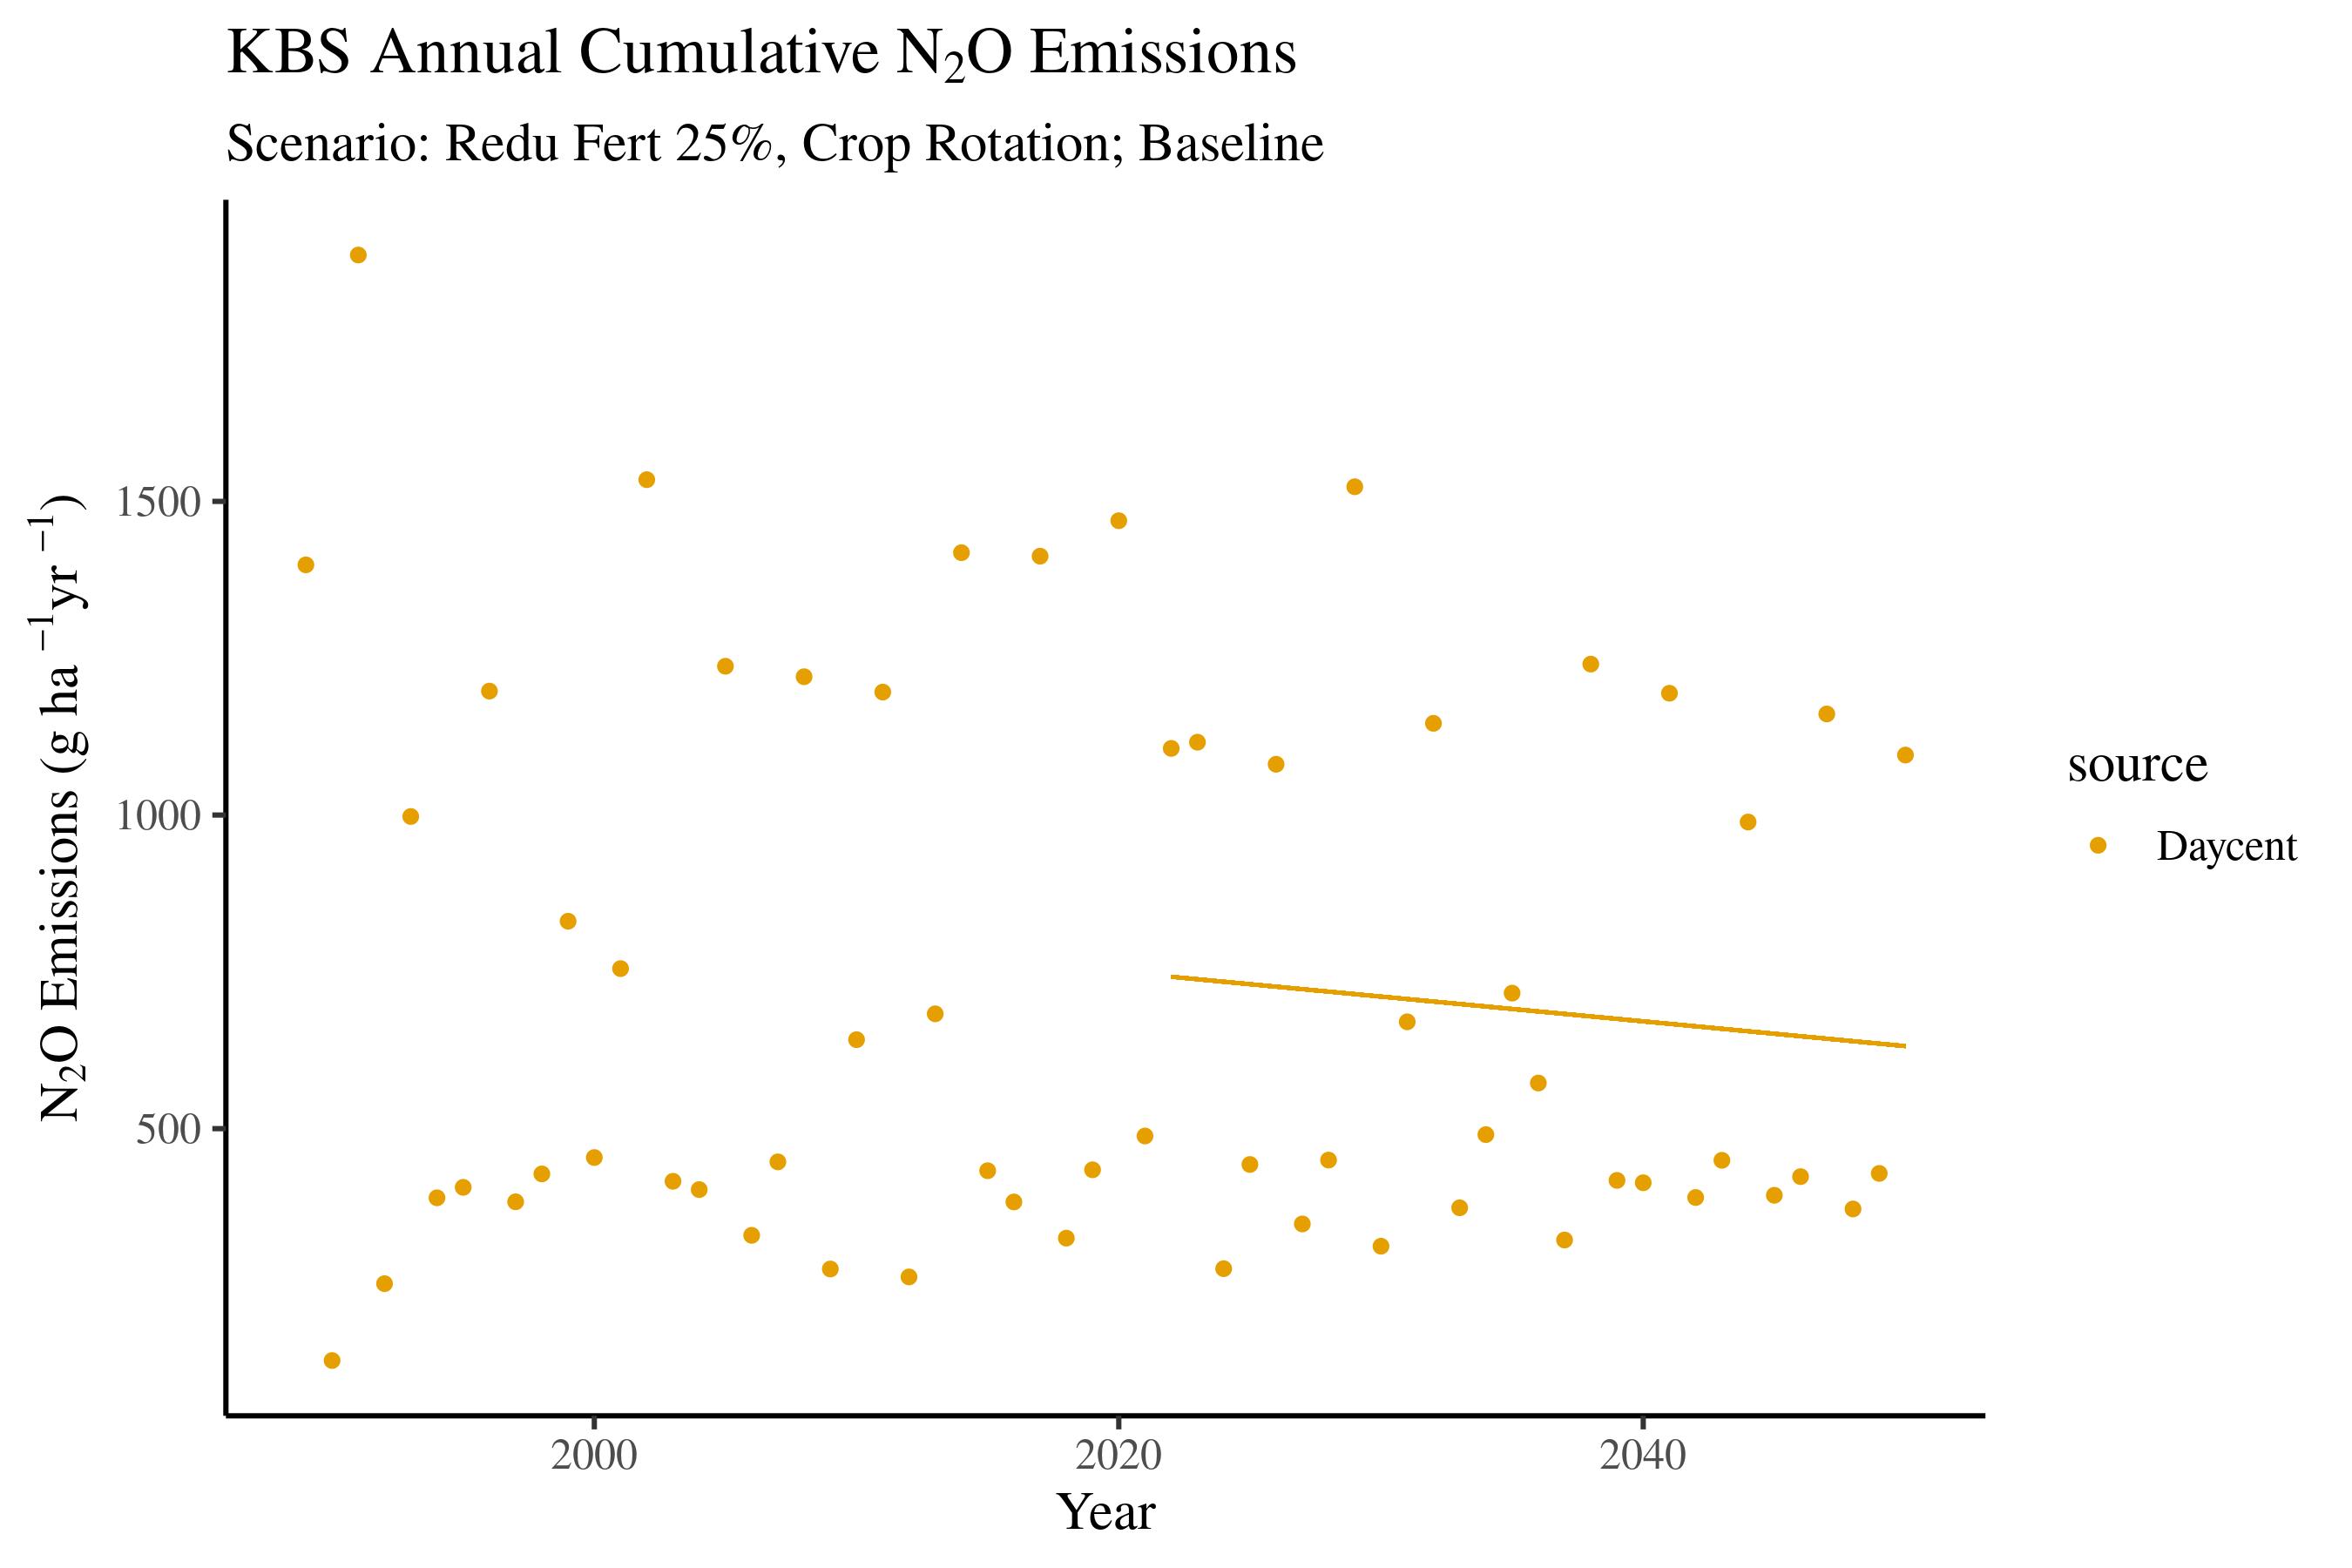 KBS Annual Cumulative N₂O Emissions
Scenario: Redu Fert 25%, Crop Rotation; Baseline
N₂O Emissions (g ha⁻¹yr⁻¹)
1500
1000
500
2000 2020 2040
Year
source
Daycent